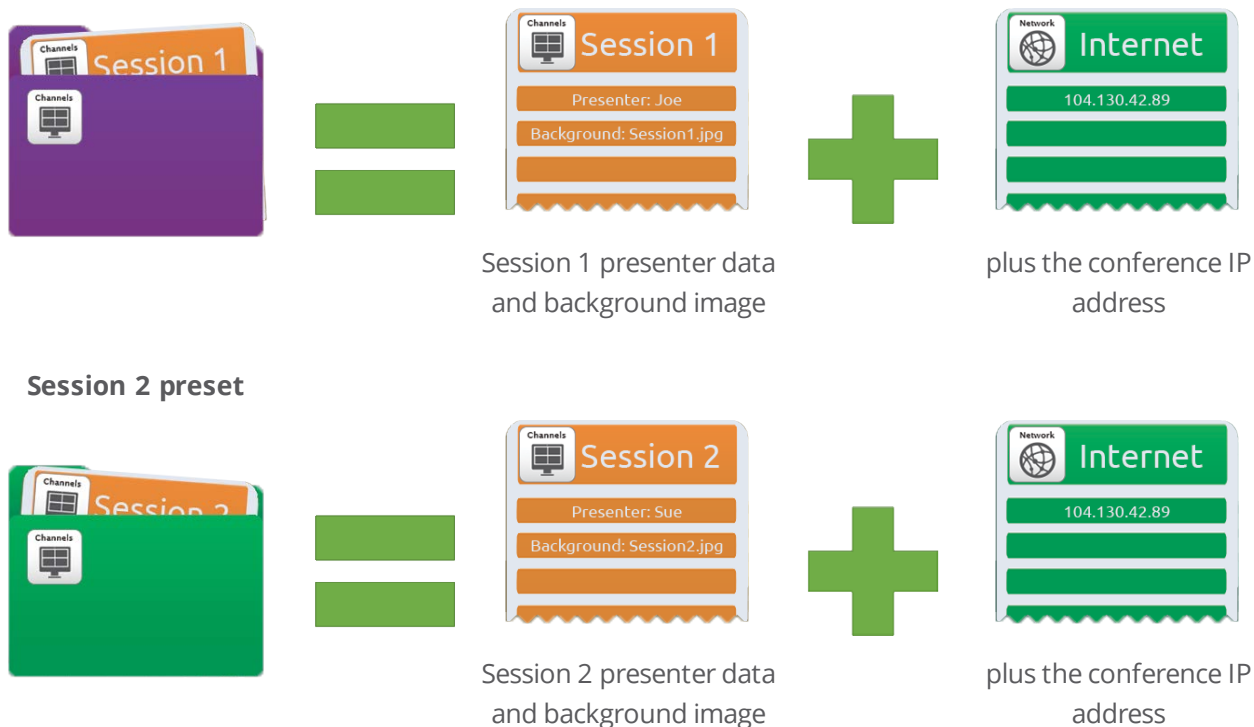 Channels
Session 1
Channels
Channels
Session 1
Presenter: Joe
Background: Session1.jpg
Network
Internet
104.130.42.89
Session 1 presenter data
and background image
plus the conference IP
address
Session 2 preset
Channels
Session 2
Channels
Channels
Session 2
Presenter: Sue
Background: Session2.jpg
Network
Internet
104.130.42.89
Session 2 presenter data
and background image
plus the conference IP
address